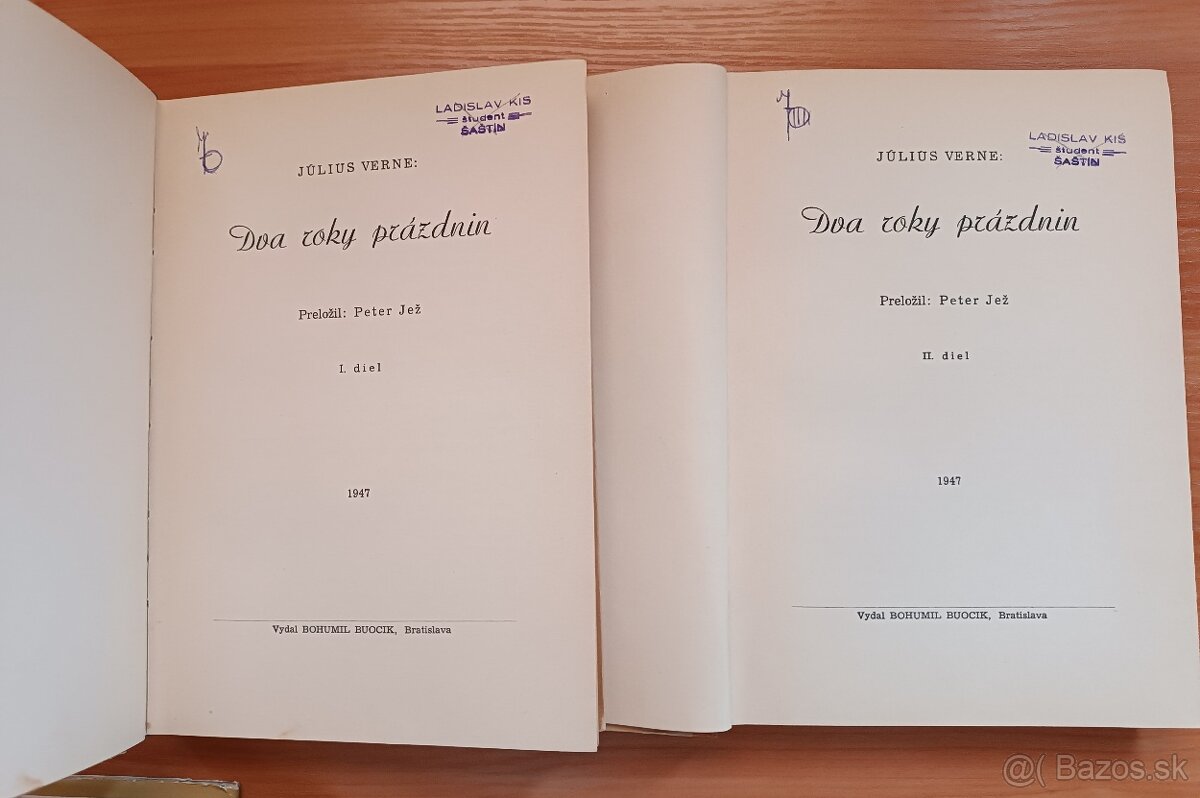 LADISLAV KIŠ
študent
ŠAŠTÍN
JÚLIUS VERNE:
Dva roky prázdnin
Preložil: Peter Jež
I. diel
1947
Vydal BOHUMIL BUOCIK, Bratislava
LADISLAV KIŠ
študent
ŠAŠTÍN
JÚLIUS VERNE:
Dva roky prázdnin
Preložil: Peter Jež
II. diel
1947
Vydal BOHUMIL BUOCIK, Bratislava
@( Bazos.sk